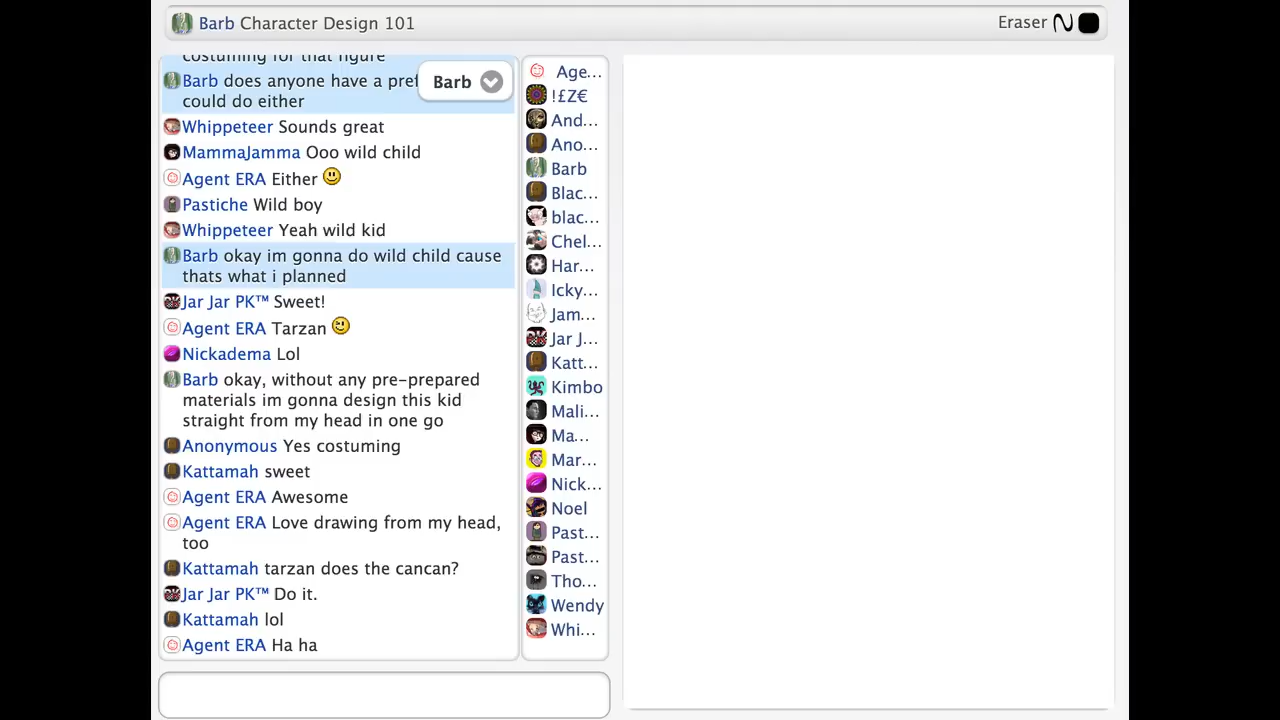 Barb Character Design 101
Eraser
costuming for that figure
Barb does anyone have a pref
could do either
Barb
Whippeteer Sounds great
MammaJamma Ooo wild child
Agent ERA Either
Pastiche Wild boy
Whippeteer Yeah wild kid
Barb okay im gonna do wild child cause
thats what i planned
Jar Jar PK™ Sweet!
Agent ERA Tarzan
Nickadema Lol
Barb okay, without any pre-prepared
materials im gonna design this kid
straight from my head in one go
Anonymous Yes costuming
Kattamah sweet
Agent ERA Awesome
Agent ERA Love drawing from my head,
too
Kattamah tarzan does the cancan?
Jar Jar PK™ Do it.
Kattamah lol
Agent ERA Ha ha
Age...
!£Z€
And...
Ano...
Barb
Blac...
blac...
Chel...
Har...
Icky...
Jam...
Jar J...
Katt...
Kimbo
Mali...
Ma...
Mar...
Nick...
Noel
Past...
Past...
Tho...
Wendy
Whi...